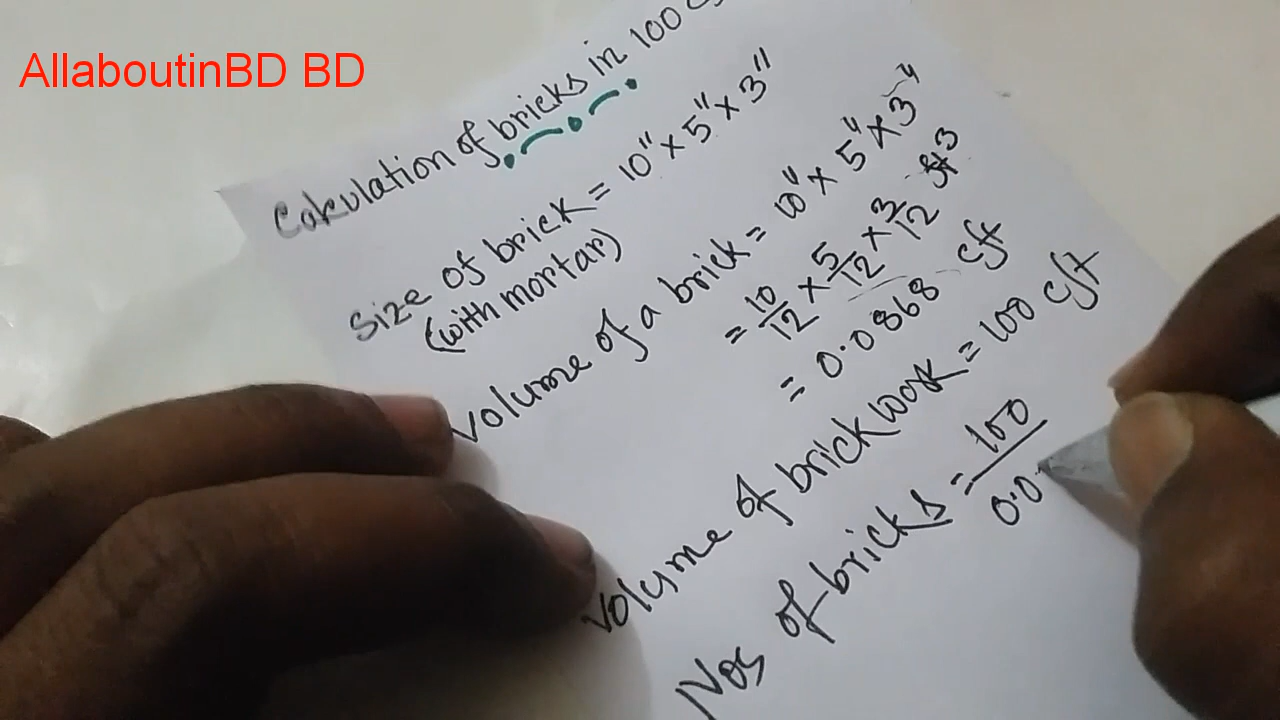 AllaboutinBD BD
Calculation of bricks in 100
Size of brick = 10" × 5" × 3"
(with mortar)
Volume of a brick = 10" × 5" × 3"
= 10/12 × 5/12 × 3/12
= 0.0868 cft
Volume of brick work = 100 cft
Nos of bricks = 100/0.0